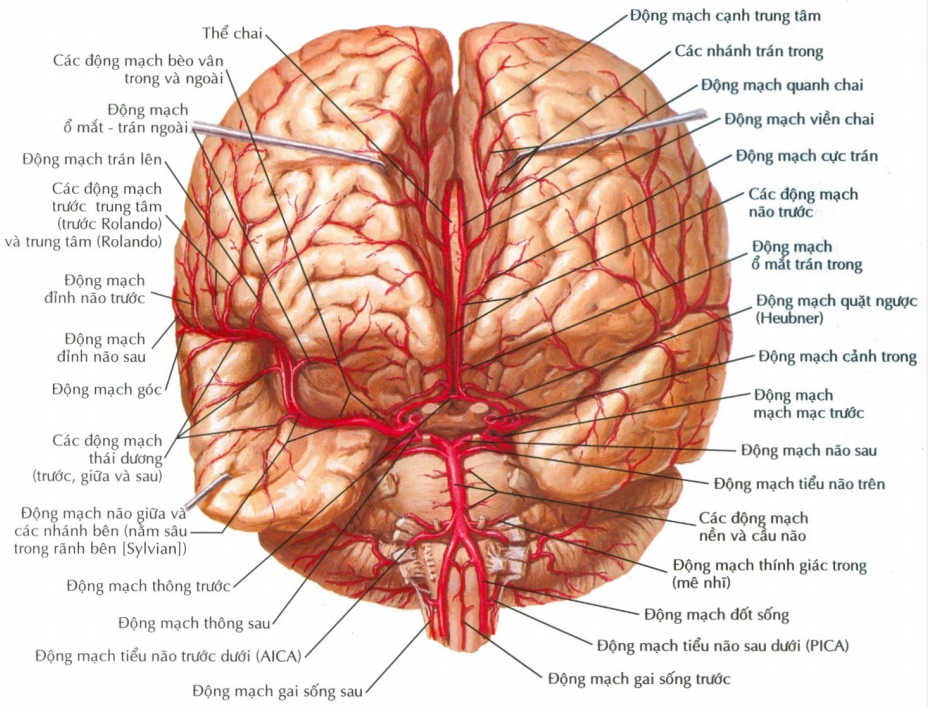 Thể chai
Các động mạch bèo vân
trong và ngoài
Động mạch
ổ mắt - trán ngoài
Động mạch trán lên
Các động mạch
trước trung tâm
(trước Rolando)
và trung tâm (Rolando)
Động mạch
đỉnh não trước
Động mạch
đỉnh não sau
Động mạch góc
Các động mạch
thái dương
(trước, giữa và sau)
Động mạch não giữa và
các nhánh bên (nằm sâu
trong rãnh bên [Sylvian])
Động mạch thông trước
Động mạch thông sau
Động mạch tiểu não trước dưới (AICA)
Động mạch gai sống sau
Động mạch cạnh trung tâm
Các nhánh trán trong
Động mạch quanh chai
Động mạch viền chai
Động mạch cực trán
Các động mạch
não trước
Động mạch
ổ mắt trán trong
Động mạch quặt ngược
(Heubner)
Động mạch cảnh trong
Động mạch
mạch mạc trước
Động mạch não sau
Động mạch tiểu não trên
Các động mạch
nền và cầu não
Động mạch thính giác trong
(mê nhĩ)
Động mạch đốt sống
Động mạch tiểu não sau dưới (PICA)
Động mạch gai sống trước